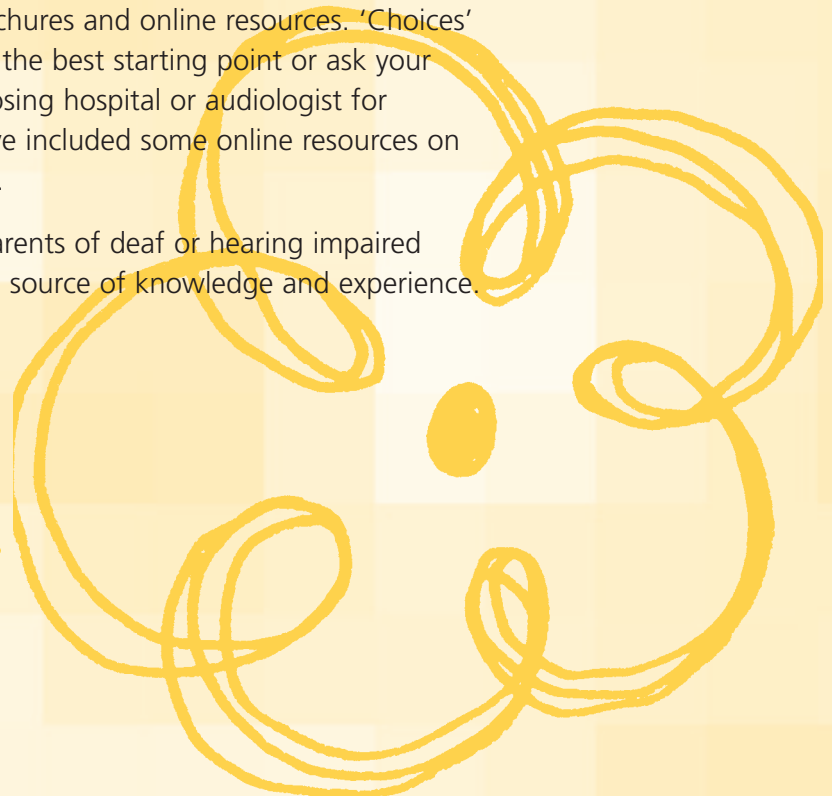 chures and online resources. ‘Choices’
the best starting point or ask your
osing hospital or audiologist for
ve included some online resources on
.
arents of deaf or hearing impaired
source of knowledge and experience.